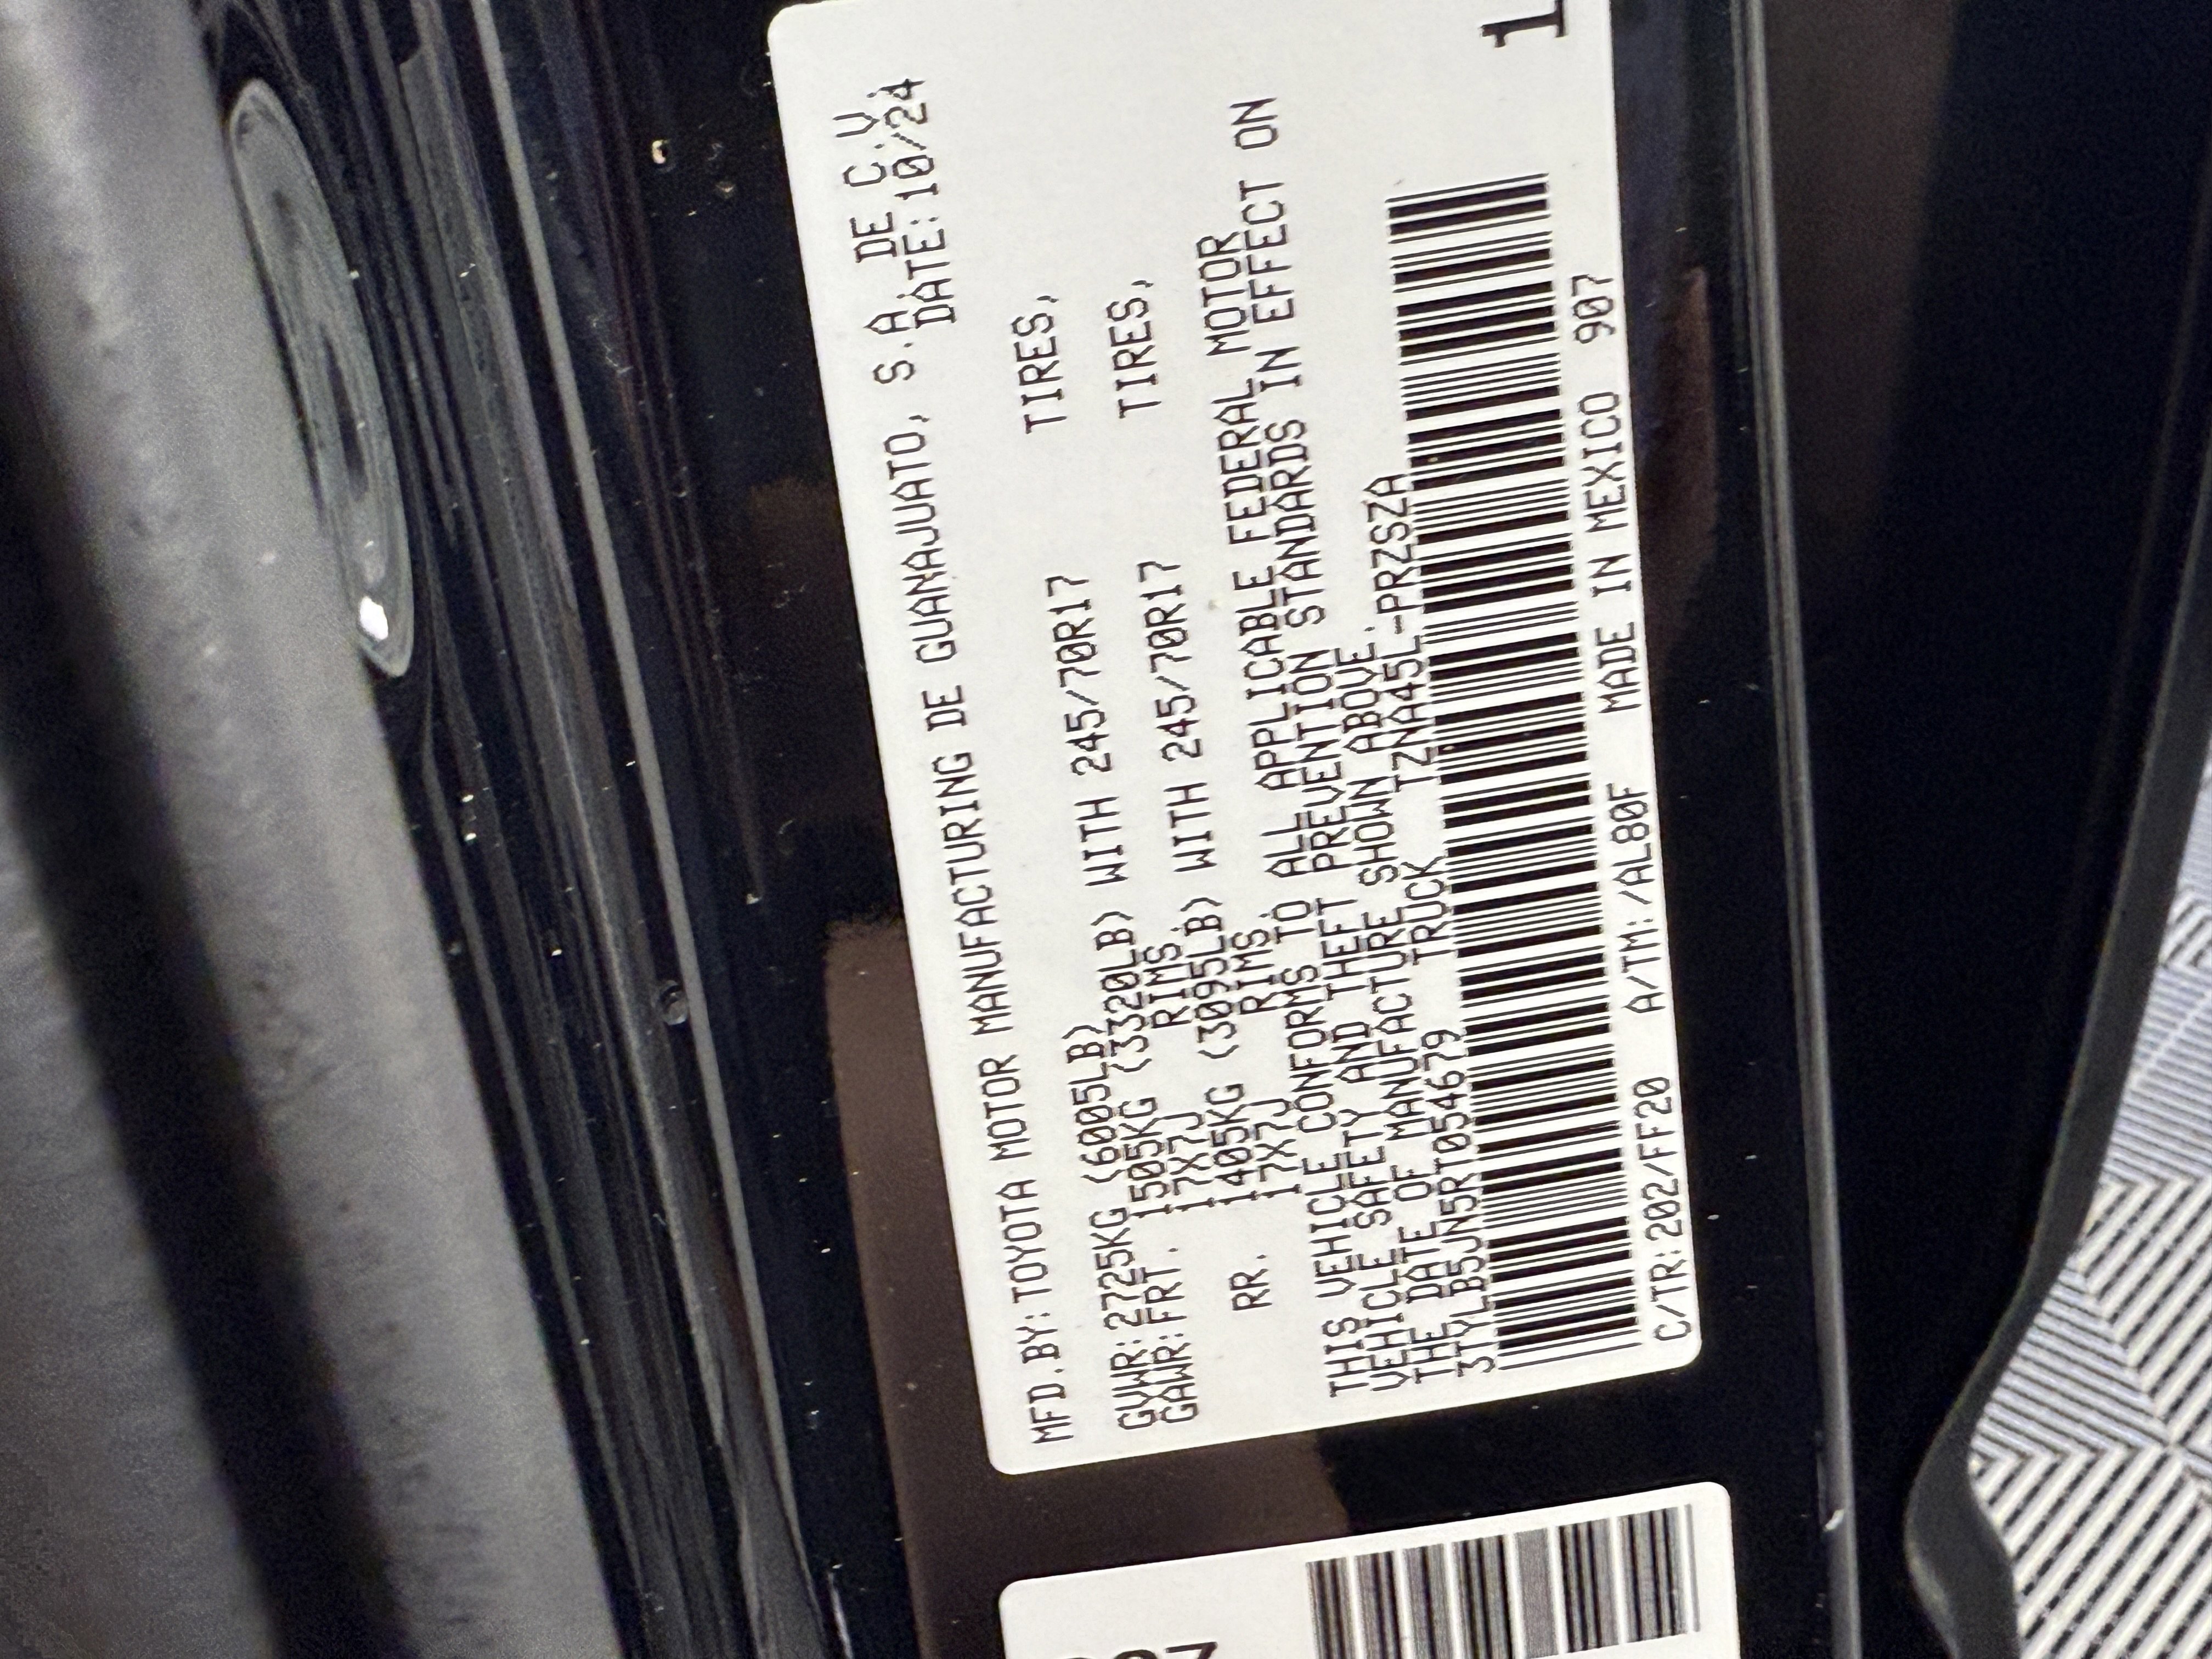 MFD.BY:TOYOTA MOTOR MANUFACTURING DE GUANAJUATO, S.A. DE C.V.
DATE:10/24
GVWR:2725KG (6005LB)
GAWR:FRT. 1505KG (3320LB) WITH 245/70R17 TIRES,
17X7J RIMS,
RR. 1405KG (3095LB) WITH 245/70R17 TIRES,
17X7J RIMS.
THIS VEHICLE CONFORMS TO ALL APPLICABLE FEDERAL MOTOR
VEHICLE SAFETY AND THEFT PREVENTION STANDARDS IN EFFECT ON
THE DATE OF MANUFACTURE SHOWN ABOVE.
3TYLB5JN5RT054679 TRUCK TZNA45L-PRZSZA
C/TR:202/FF20 A/TM:/AL80F MADE IN MEXICO 907
1